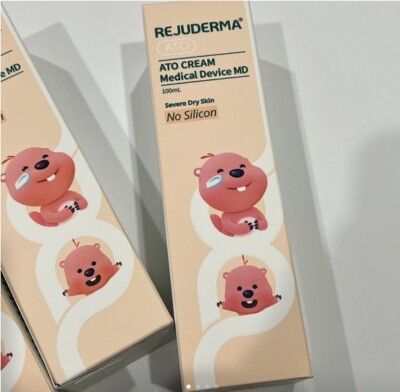 REJUDERMA®
ATO
ATO CREAM
Medical Device MD
100mL
Severe Dry Skin
No Silicon
e MD